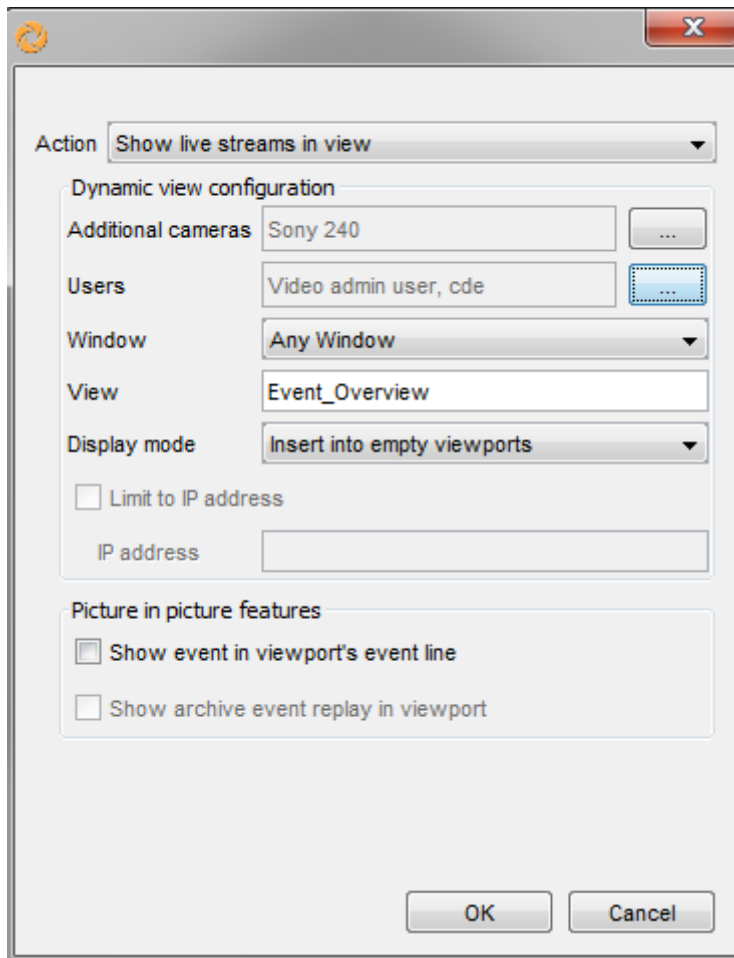 Action Show live streams in view
Dynamic view configuration
Additional cameras Sony 240 ...
Users Video admin user, cde ...
Window Any Window
View Event_Overview
Display mode Insert into empty viewports
Limit to IP address
IP address
Picture in picture features
Show event in viewport's event line
Show archive event replay in viewport
OK Cancel